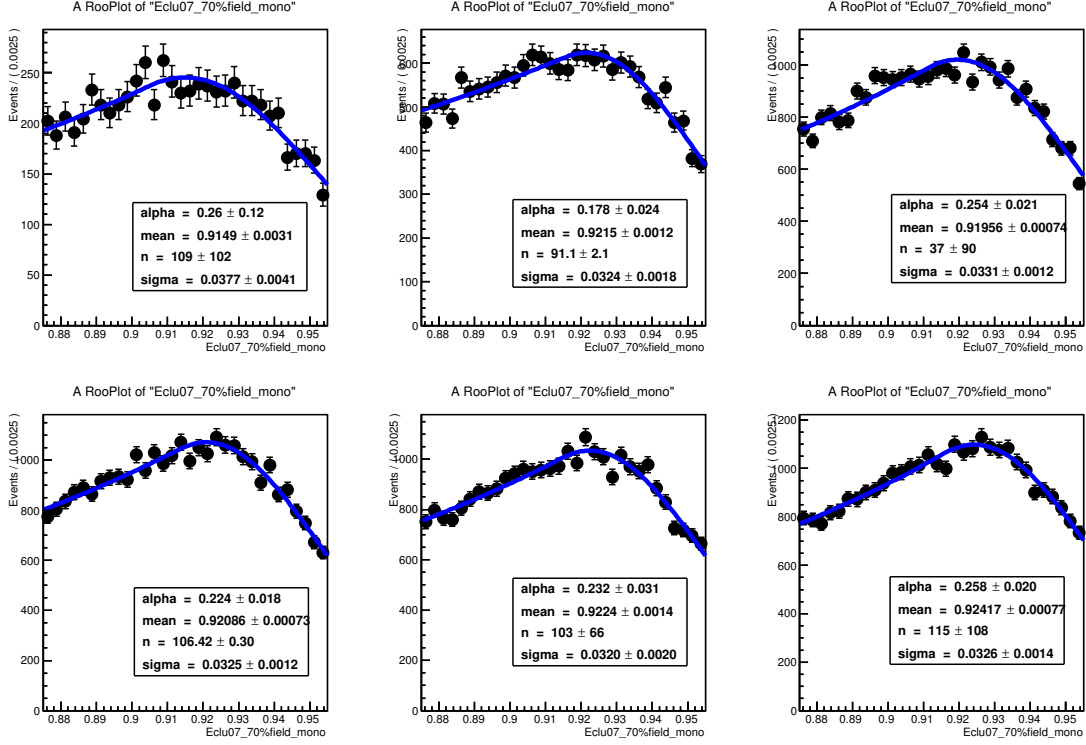 A RooPlot of "Eclu07_70%field_mono"
Events / ( 0.0025 )
250
200
150
100
50
0
alpha = 0.26 ± 0.12
mean = 0.9149 ± 0.0031
n = 109 ± 102
sigma = 0.0377 ± 0.0041
0.88 0.89 0.9 0.91 0.92 0.93 0.94 0.95
Eclu07_70%field_mono
A RooPlot of "Eclu07_70%field_mono"
Events / ( 0.0025 )
600
500
400
300
200
100
0
alpha = 0.178 ± 0.024
mean = 0.9215 ± 0.0012
n = 91.1 ± 2.1
sigma = 0.0324 ± 0.0018
0.88 0.89 0.9 0.91 0.92 0.93 0.94 0.95
Eclu07_70%field_mono
A RooPlot of "Eclu07_70%field_mono"
Events / ( 0.0025 )
1000
800
600
400
200
0
alpha = 0.254 ± 0.021
mean = 0.91956 ± 0.00074
n = 37 ± 90
sigma = 0.0331 ± 0.0012
0.88 0.89 0.9 0.91 0.92 0.93 0.94 0.95
Eclu07_70%field_mono
A RooPlot of "Eclu07_70%field_mono"
Events / ( 0.0025 )
1000
800
600
400
200
0
alpha = 0.224 ± 0.018
mean = 0.92086 ± 0.00073
n = 106.42 ± 0.30
sigma = 0.0325 ± 0.0012
0.88 0.89 0.9 0.91 0.92 0.93 0.94 0.95
Eclu07_70%field_mono
A RooPlot of "Eclu07_70%field_mono"
Events / ( 0.0025 )
1000
800
600
400
200
0
alpha = 0.232 ± 0.031
mean = 0.9224 ± 0.0014
n = 103 ± 66
sigma = 0.0320 ± 0.0020
0.88 0.89 0.9 0.91 0.92 0.93 0.94 0.95
Eclu07_70%field_mono
A RooPlot of "Eclu07_70%field_mono"
Events / ( 0.0025 )
1200
1000
800
600
400
200
0
alpha = 0.258 ± 0.020
mean = 0.92417 ± 0.00077
n = 115 ± 108
sigma = 0.0326 ± 0.0014
0.88 0.89 0.9 0.91 0.92 0.93 0.94 0.95
Eclu07_70%field_mono